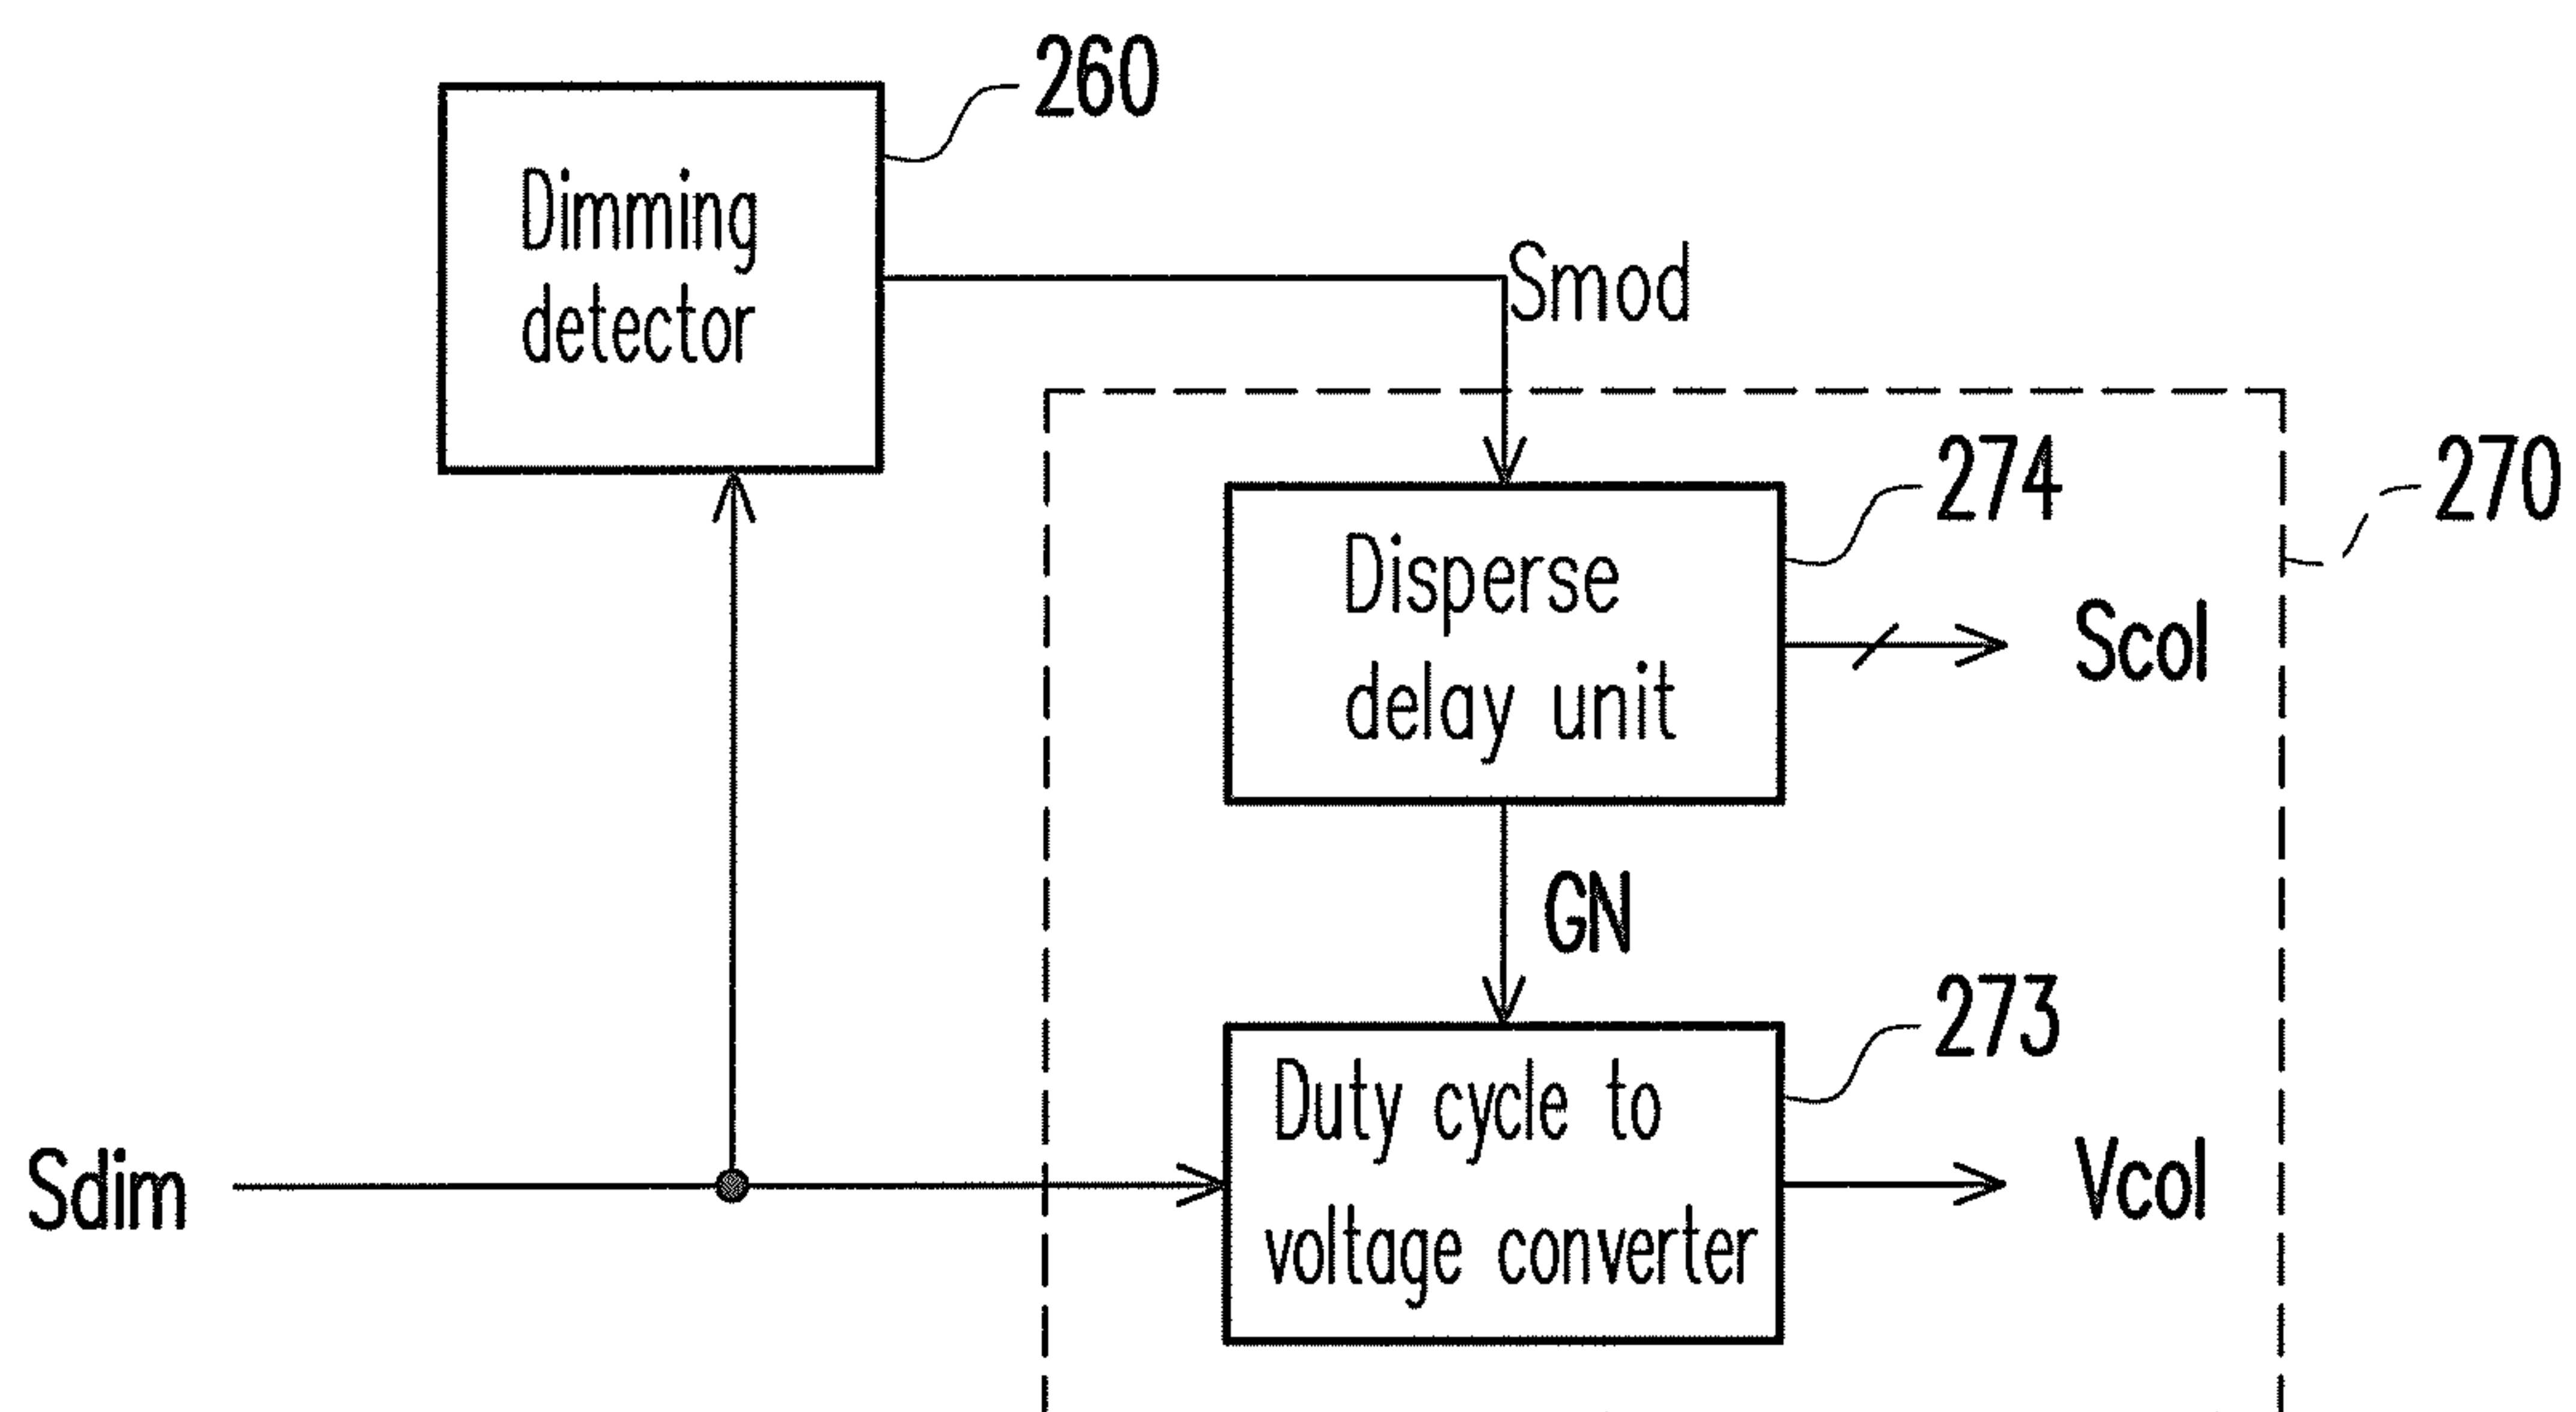 260
Dimming
detector
Smod
274
270
Disperse
delay unit
Scol
GN
273
Duty cycle to
voltage converter
Sdim
Vcol